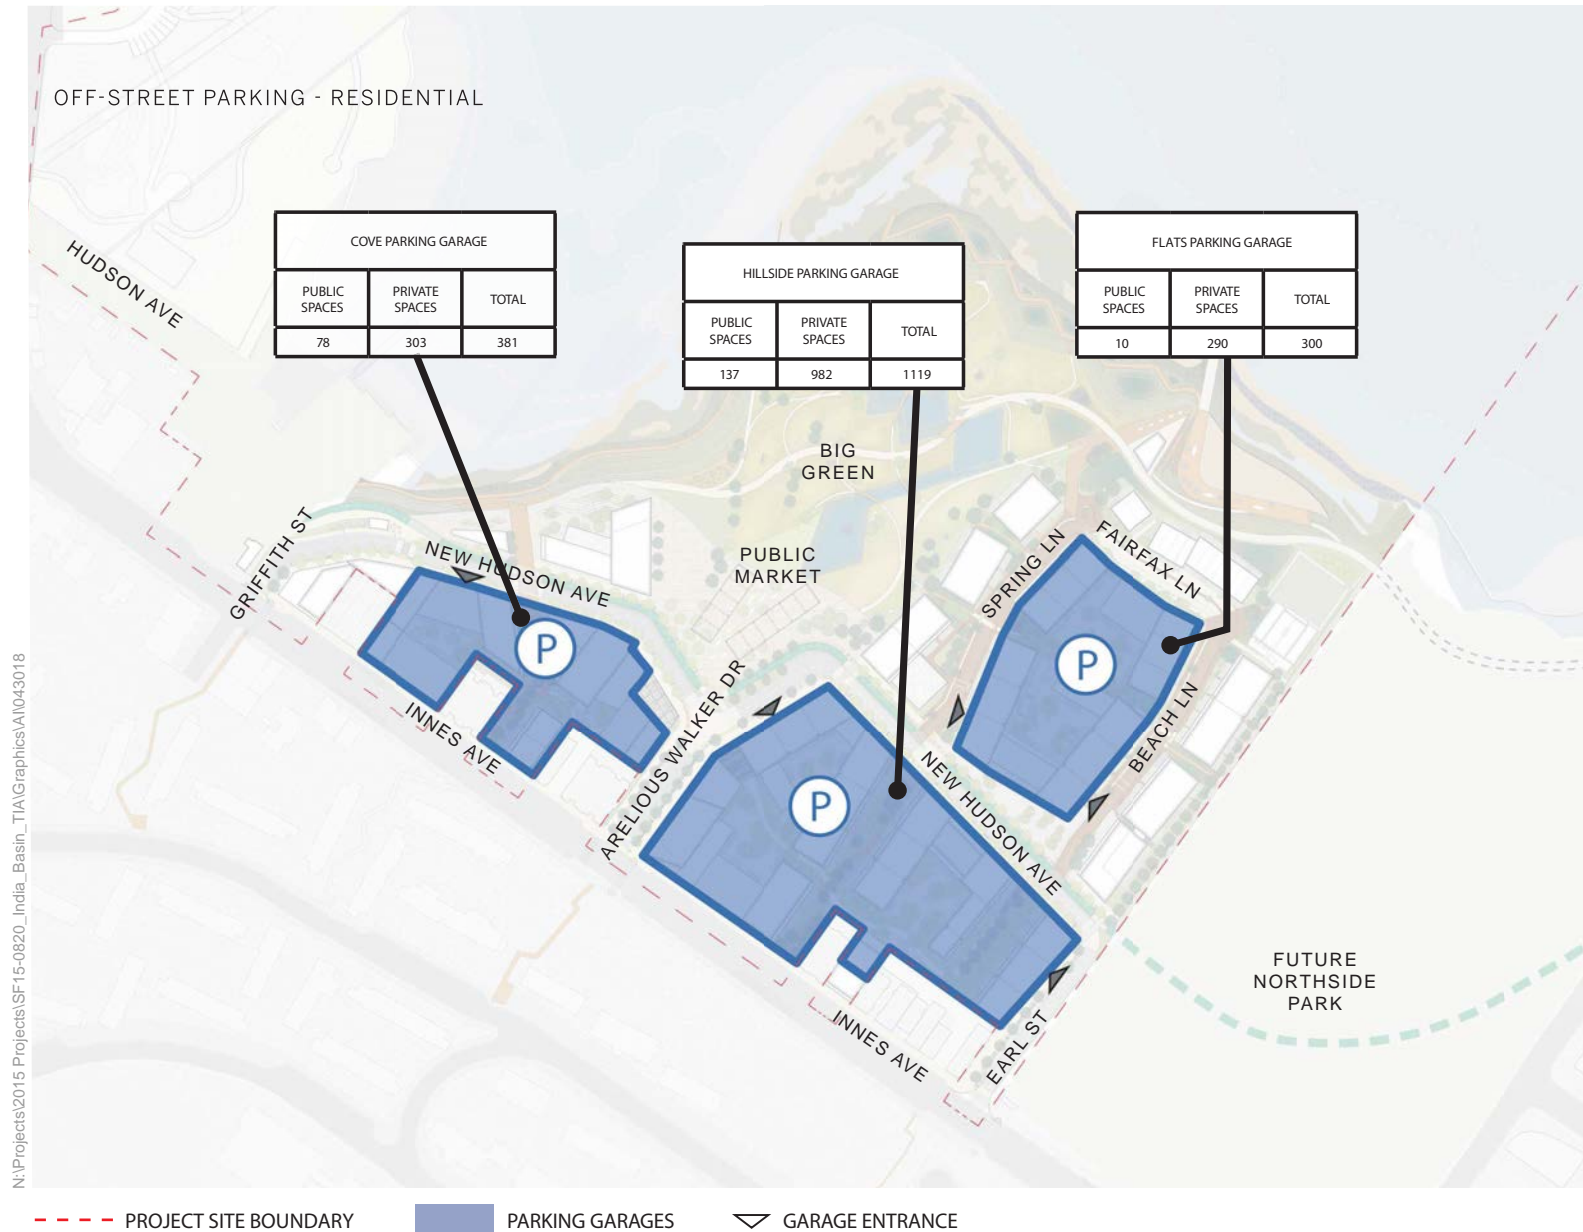 OFF-STREET PARKING - RESIDENTIAL
HUDSON AVE
COVE PARKING GARAGE
PUBLIC SPACES
PRIVATE SPACES
TOTAL
78
303
381
HILLSIDE PARKING GARAGE
PUBLIC SPACES
PRIVATE SPACES
TOTAL
137
982
1119
FLATS PARKING GARAGE
PUBLIC SPACES
PRIVATE SPACES
TOTAL
10
290
300
BIG
GREEN
PUBLIC
MARKET
GRIFFITH ST
NEW HUDSON AVE
SPRING LN
FAIRFAX LN
P
P
P
INNES AVE
ARELIOUS WALKER DR
BEACH LN
NEW HUDSON AVE
FUTURE
NORTHSIDE
PARK
INNES AVE
EARL ST
N:\Projects\2015 Projects\SF15-0820_India_Basin_TIA\Graphics\AI\043018
PROJECT SITE BOUNDARY
PARKING GARAGES
GARAGE ENTRANCE